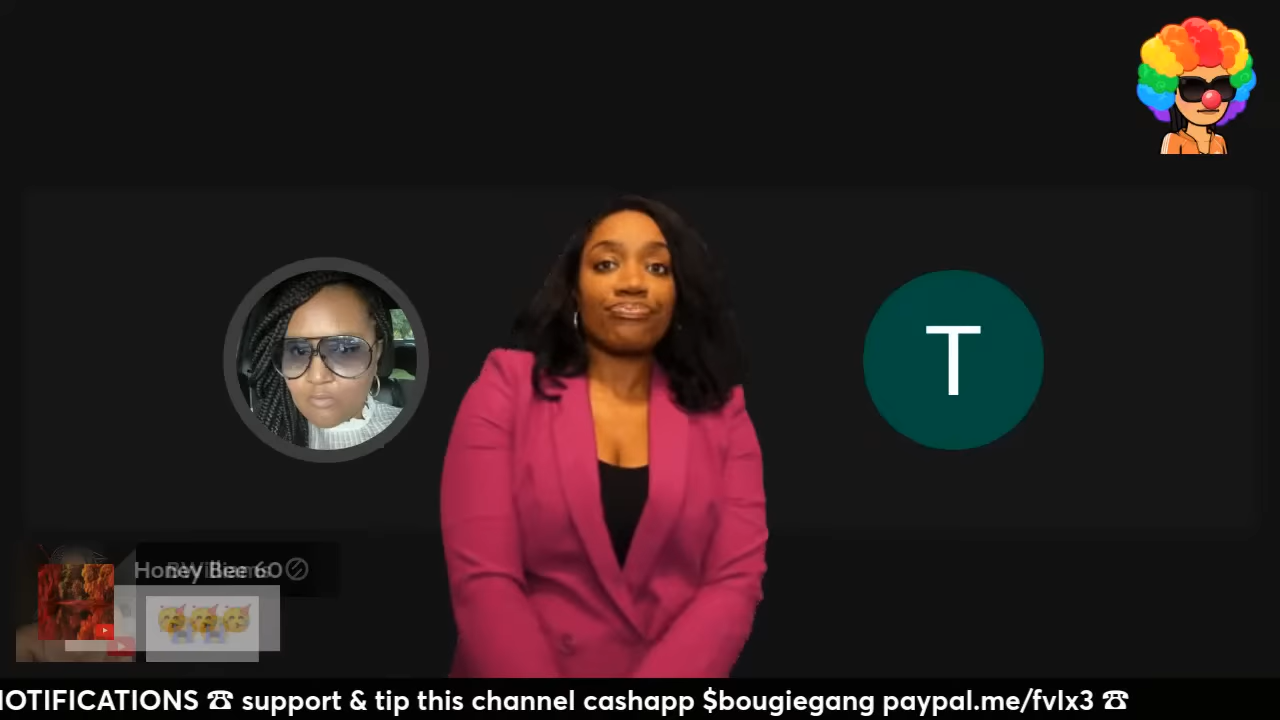 T
Honey Bee 60
NOTIFICATIONS ☎ support & tip this channel cashapp $bougiegang paypal.me/fvlx3 ☎